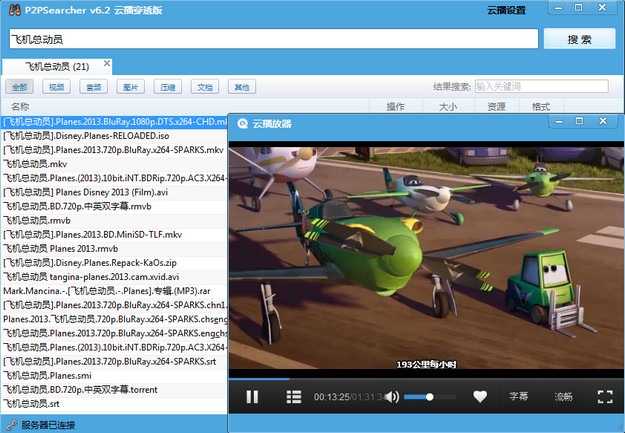 P2PSearcher v6.2 云播穿透版
云播设置
飞机总动员
搜 索
飞机总动员 (21)
全部
视频
音频
图片
压缩
文档
其他
结果搜索:
输入关键词
名称
操作
大小
资源
格式
[飞机总动员].Planes.2013.BluRay.1080p.DTS.x264-CHD.mk
[飞机总动员].Disney.Planes-RELOADED.iso
[飞机总动员].Planes.2013.720p.BluRay.x264-SPARKS.mkv
飞机总动员.mkv
飞机总动员.Planes.(2013).10bit.iNT.BDRip.720p.AC3.X264-
[飞机总动员] Planes Disney 2013 (Film).avi
飞机总动员.BD.720p.中英双字幕.rmvb
飞机总动员.rmvb
[飞机总动员].Planes.2013.BD.MiniSD-TLF.mkv
飞机总动员 Planes 2013.rmvb
[飞机总动员].Disney.Planes.Repack-KaOs.zip
飞机总动员 tangina-planes.2013.cam.xvid.avi
Mark.Mancina.-.[飞机总动员.-.Planes].专辑.(MP3).rar
[飞机总动员].Planes.2013.720p.BluRay.x264-SPARKS.chn1.
Planes.2013.飞机总动员.720p.BluRay.x264-SPARKS.chs&eng
飞机总动员.Planes.2013.720p.BluRay.x264-SPARKS.eng&chs
飞机总动员.Planes.(2013).10bit.iNT.BDRip.720p.AC3.X264-
[飞机总动员].Planes.2013.720p.BluRay.x264-SPARKS.srt
飞机总动员.Planes.smi
飞机总动员.BD.720p.中英双字幕.torrent
飞机总动员.srt
云播放器
193公里每小时
00:13:25/01:31:34
字幕
流畅
服务器已连接